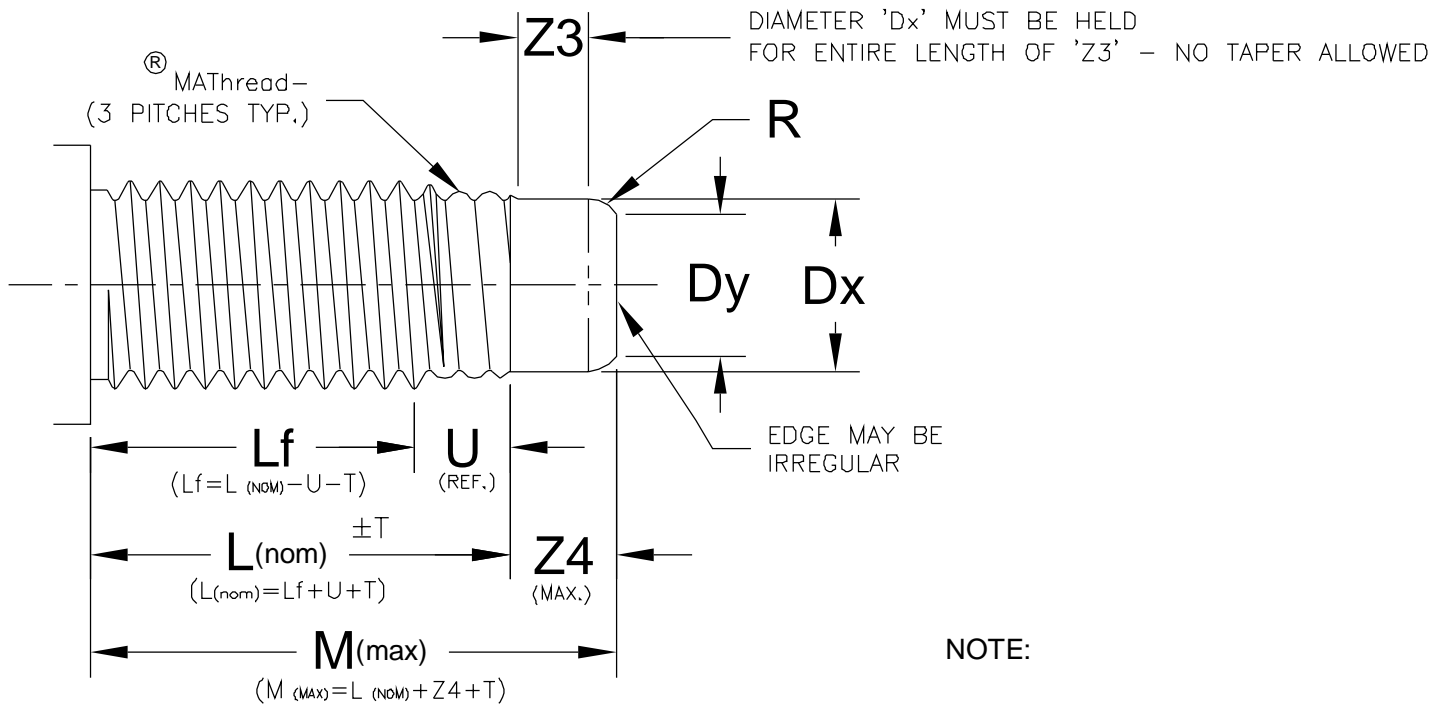 Z3
DIAMETER 'Dx' MUST BE HELD
FOR ENTIRE LENGTH OF 'Z3' – NO TAPER ALLOWED
® MAThread–
(3 PITCHES TYP.)
R
Dy
Dx
EDGE MAY BE
IRREGULAR
Lf
(Lf=L (NOM)–U–T)
U
(REF.)
L(nom) ±T
(L(nom)=Lf+U+T)
Z4
(MAX.)
M(max)
(M (MAX)=L (NOM)+Z4+T)
NOTE: